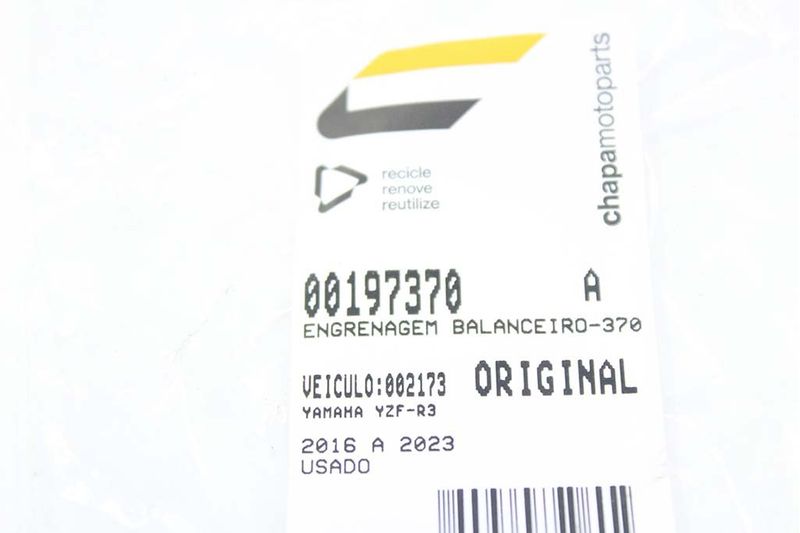 chapamotoparts
recicle
renove
reutilize
00197370 A
ENGRENAGEM BALANCEIRO-370
VEICULO:002173 ORIGINAL
YAMAHA YZF-R3
2016 A 2023
USADO